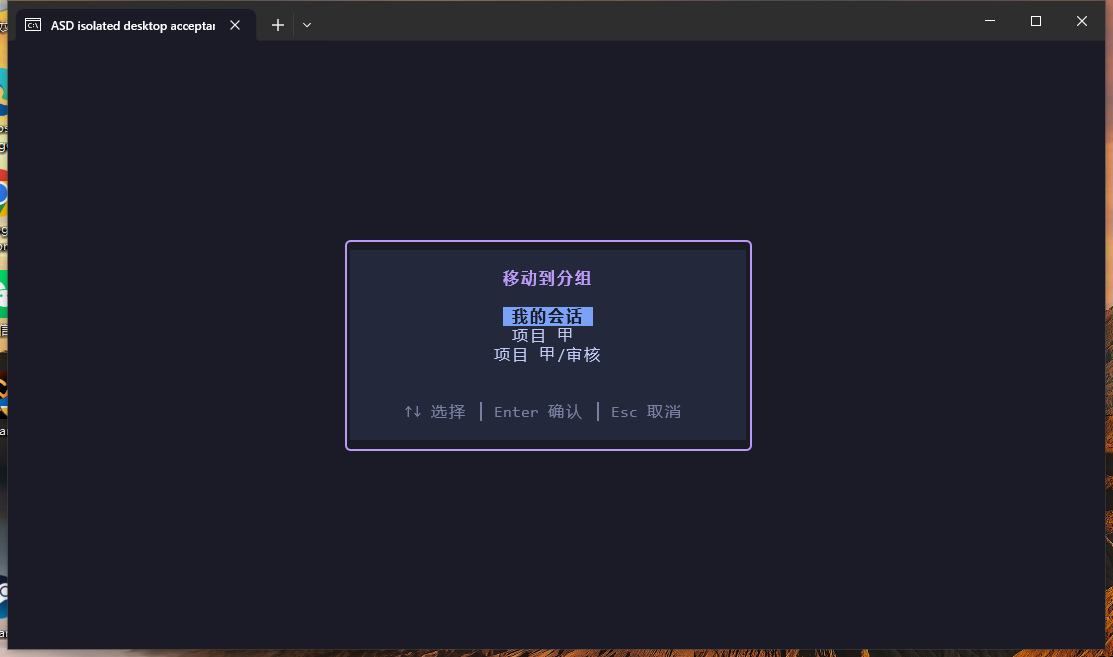 ASD isolated desktop acceptar
移动到分组
我的会话
项目 甲
项目 甲/审核
↑↓ 选择 | Enter 确认 | Esc 取消